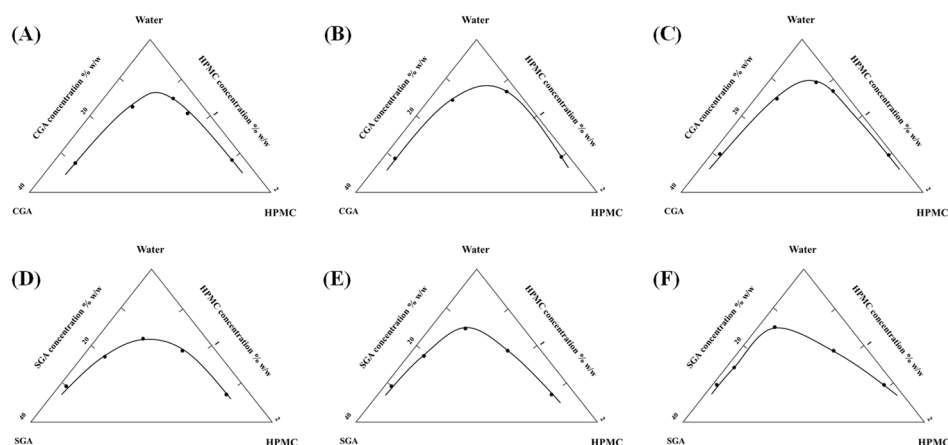 Water
(A)
CGA concentration % w/w
HPMC concentration % w/w
20
1
40
2
CGA
HPMC
Water
(B)
CGA concentration % w/w
HPMC concentration % w/w
20
1
40
2
CGA
HPMC
Water
(C)
CGA concentration % w/w
HPMC concentration % w/w
20
1
40
2
CGA
HPMC
Water
(D)
SGA concentration % w/w
HPMC concentration % w/w
20
1
40
2
SGA
HPMC
Water
(E)
SGA concentration % w/w
HPMC concentration % w/w
20
1
40
2
SGA
HPMC
Water
(F)
SGA concentration % w/w
HPMC concentration % w/w
20
1
40
2
SGA
HPMC